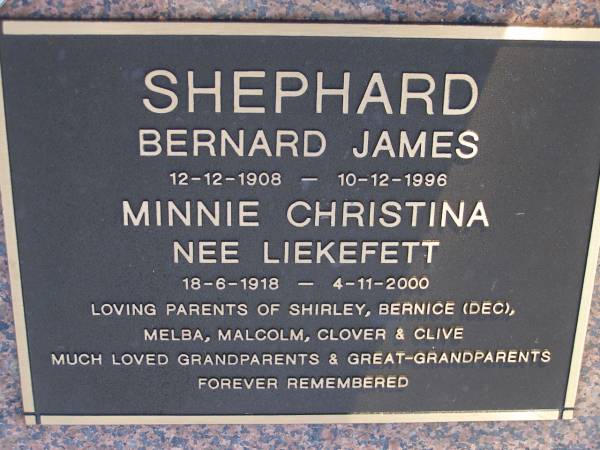 SHEPHARD
BERNARD JAMES
12-12-1908 — 10-12-1996
MINNIE CHRISTINA
NEE LIEKEFETT
18-6-1918 — 4-11-2000
LOVING PARENTS OF SHIRLEY, BERNICE (DEC),
MELBA, MALCOLM, CLOVER & CLIVE
MUCH LOVED GRANDPARENTS & GREAT-GRANDPARENTS
FOREVER REMEMBERED